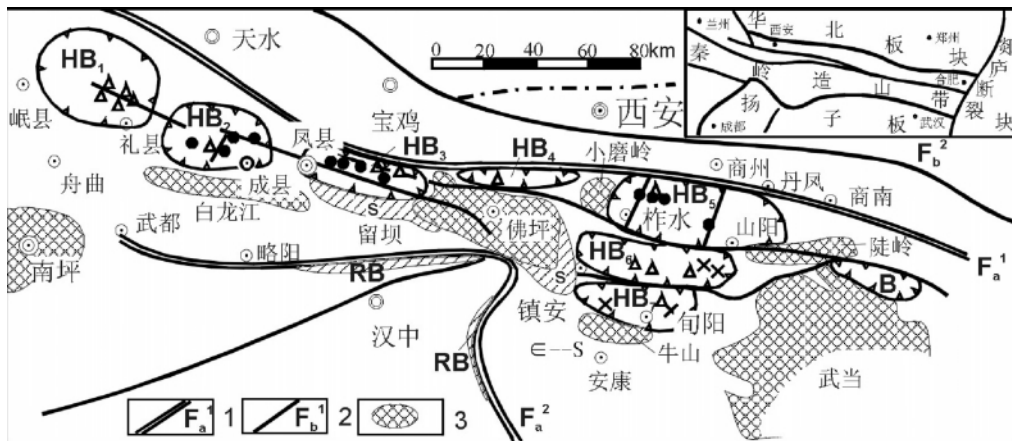 天水
0 20 40 60 80km
HB1
岷县
礼县
HB2
凤县
宝鸡
HB3
HB4
西安
小磨岭
Fb2
商州
丹凤
商南
舟曲
成县
白龙江
武都
S
留坝
佛坪
HB5
柞水
山阳
陡岭
Fa1
南坪
略阳
RB
HB6
S
镇安
HB
旬阳
B
汉中
RB
∈--S
牛山
安康
武当
Fa2
Fa1 1
Fb1 2
3
兰州
华
北
板
块
西安
郑州
郯
庐
断
裂
秦
岭
造
山
带
合肥
扬
子
板
块
成都
武汉